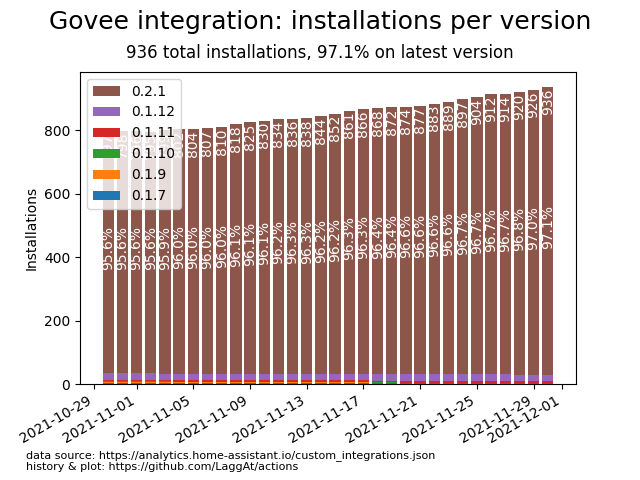 Govee integration: installations per version
936 total installations, 97.1% on latest version
0.2.1
0.1.12
0.1.11
0.1.10
0.1.9
0.1.7
804 807 810 818 825 830 834 836 838 844 852 861 866 868 872 874 877 883 889 897 904 912 914 920 926 936
95.6% 95.6% 95.6% 95.6% 95.9% 96.0% 96.0% 96.0% 96.0% 96.1% 96.1% 96.1% 96.2% 96.3% 96.3% 96.2% 96.2% 96.3% 96.3% 96.4% 96.4% 96.6% 96.6% 96.6% 96.6% 96.7% 96.7% 96.7% 96.7% 96.8% 97.0% 97.1%
Installations
800
600
400
200
0
2021-10-29 2021-11-01 2021-11-05 2021-11-09 2021-11-13 2021-11-17 2021-11-21 2021-11-25 2021-11-29 2021-12-01
data source: https://analytics.home-assistant.io/custom_integrations.json
history & plot: https://github.com/LaggAt/actions